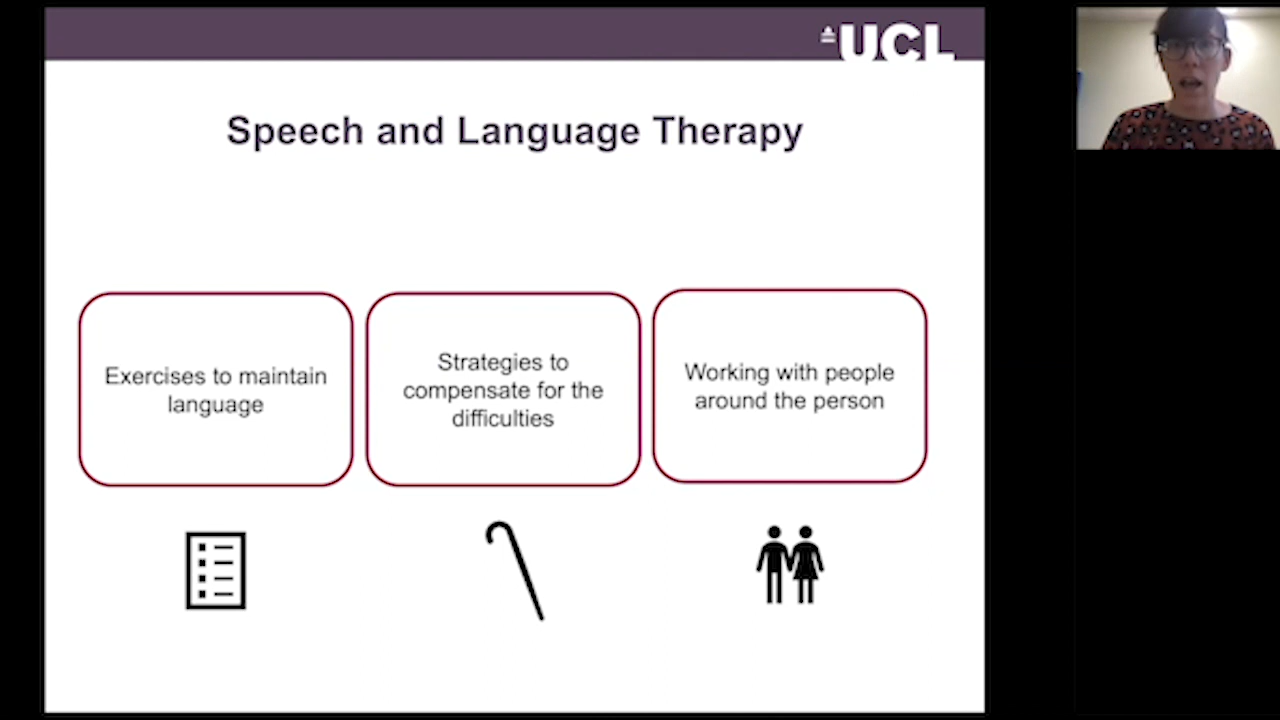 UCL
Speech and Language Therapy
Exercises to maintain
language
Strategies to
compensate for the
difficulties
Working with people
around the person